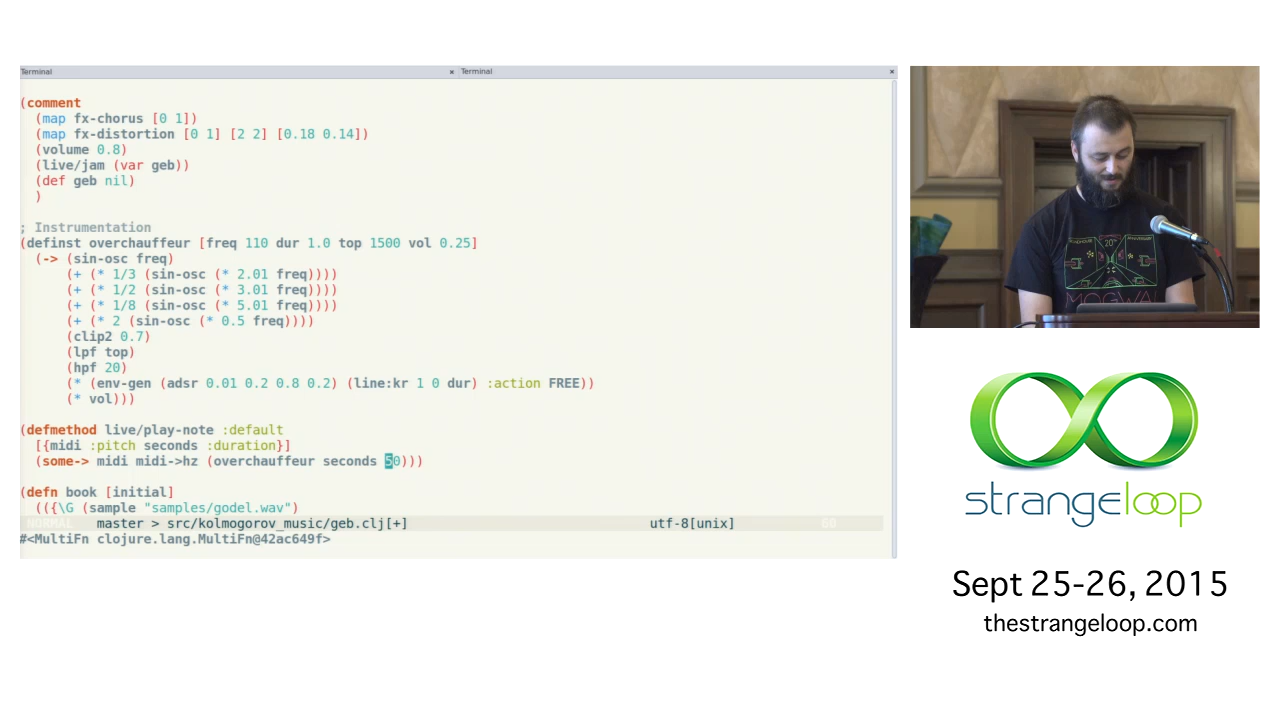 Terminal × Terminal ×
(comment
(map fx-chorus [0 1])
(map fx-distortion [0 1] [2 2] [0.18 0.14])
(volume 0.8)
(live/jam (var geb))
(def geb nil)
)
; Instrumentation
(definst overchauffeur [freq 110 dur 1.0 top 1500 vol 0.25]
(-> (sin-osc freq)
(+ (* 1/3 (sin-osc (* 2.01 freq))))
(+ (* 1/2 (sin-osc (* 3.01 freq))))
(+ (* 1/8 (sin-osc (* 5.01 freq))))
(+ (* 2 (sin-osc (* 0.5 freq))))
(clip2 0.7)
(lpf top)
(hpf 20)
(* (env-gen (adsr 0.01 0.2 0.8 0.2) (line:kr 1 0 dur) :action FREE))
(* vol)))
(defmethod live/play-note :default
[{midi :pitch seconds :duration}]
(some-> midi midi->hz (overchauffeur seconds 50)))
(defn book [initial]
(({\G (sample "samples/godel.wav")
NORMAL master > src/kolmogorov_music/geb.clj[+] utf-8[unix] 60
#<MultiFn clojure.lang.MultiFn@42ac649f>
20
MOGWAI
strangeloop
Sept 25-26, 2015
thestrangeloop.com